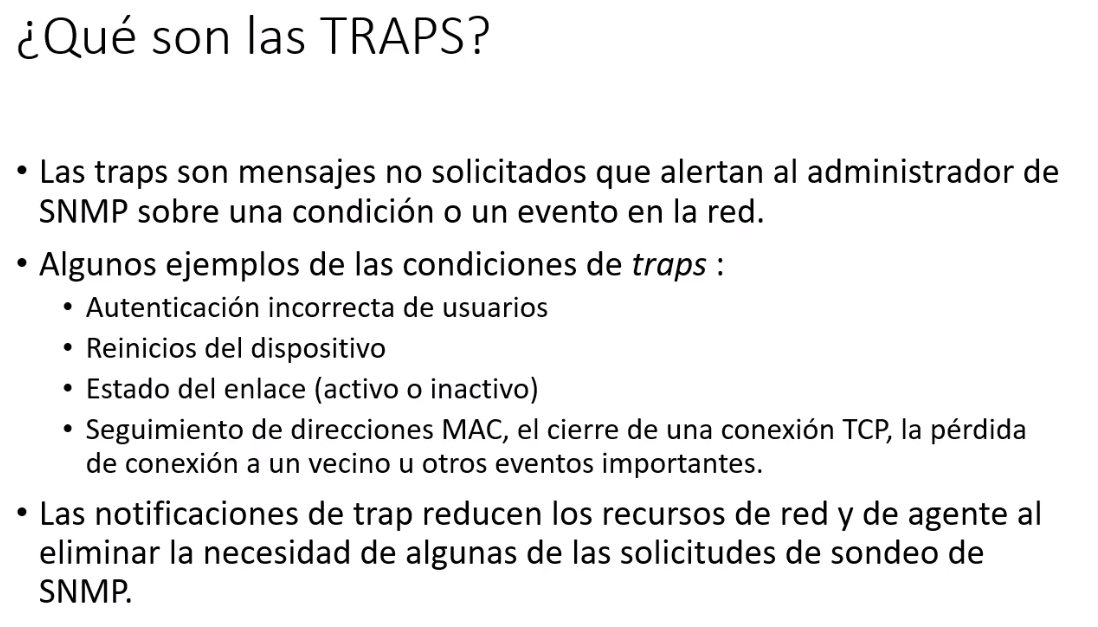 ¿Qué son las TRAPS?
• Las traps son mensajes no solicitados que alertan al administrador de
SNMP sobre una condición o un evento en la red.
• Algunos ejemplos de las condiciones de traps :
• Autenticación incorrecta de usuarios
• Reinicios del dispositivo
• Estado del enlace (activo o inactivo)
• Seguimiento de direcciones MAC, el cierre de una conexión TCP, la pérdida
de conexión a un vecino u otros eventos importantes.
• Las notificaciones de trap reducen los recursos de red y de agente al
eliminar la necesidad de algunas de las solicitudes de sondeo de
SNMP.